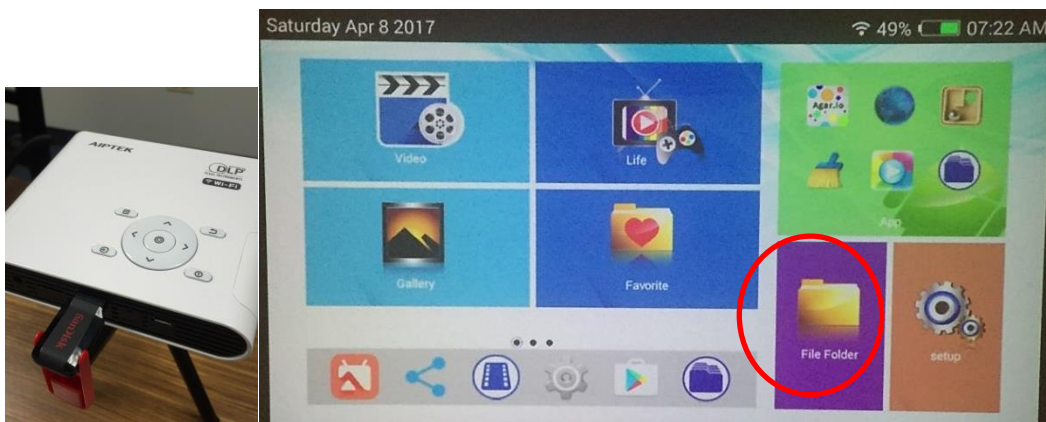 AIPTEK
DLP
Wi-Fi
SanDisk
Saturday Apr 8 2017
49% 07:22 AM
Video
Life
Agar.io
App
Gallery
Favorite
File Folder
setup